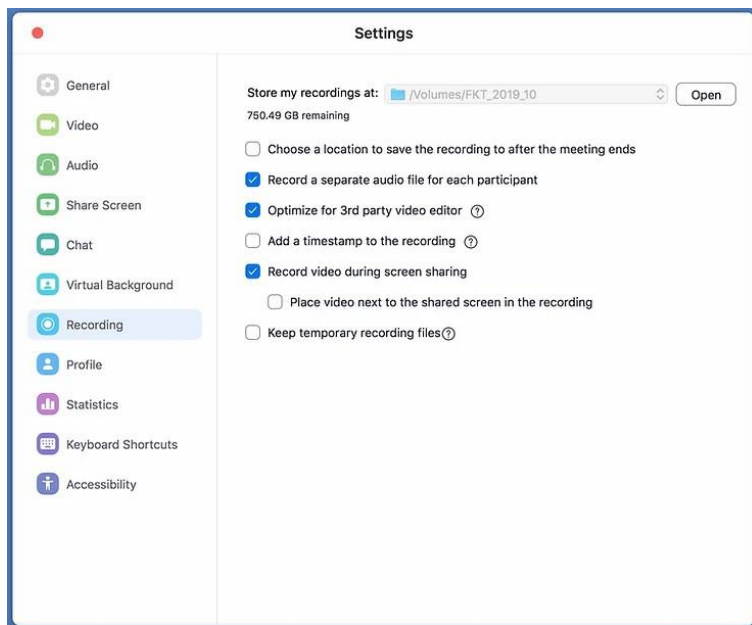 Settings
General
Video
Audio
Share Screen
Chat
Virtual Background
Recording
Profile
Statistics
Keyboard Shortcuts
Accessibility
Store my recordings at: /Volumes/FKT_2019_10 Open
750.49 GB remaining
Choose a location to save the recording to after the meeting ends
Record a separate audio file for each participant
Optimize for 3rd party video editor ?
Add a timestamp to the recording ?
Record video during screen sharing
Place video next to the shared screen in the recording
Keep temporary recording files ?